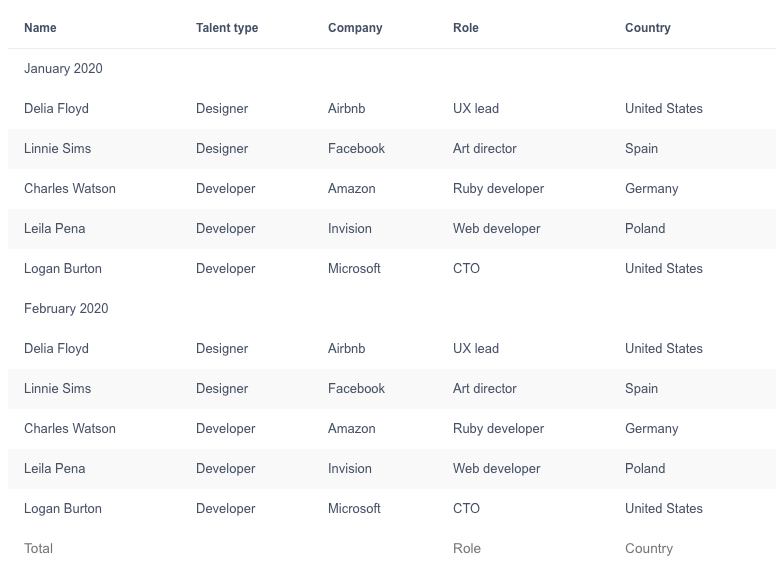 Name Talent type Company Role Country
January 2020
Delia Floyd Designer Airbnb UX lead United States
Linnie Sims Designer Facebook Art director Spain
Charles Watson Developer Amazon Ruby developer Germany
Leila Pena Developer Invision Web developer Poland
Logan Burton Developer Microsoft CTO United States
February 2020
Delia Floyd Designer Airbnb UX lead United States
Linnie Sims Designer Facebook Art director Spain
Charles Watson Developer Amazon Ruby developer Germany
Leila Pena Developer Invision Web developer Poland
Logan Burton Developer Microsoft CTO United States
Total Role Country